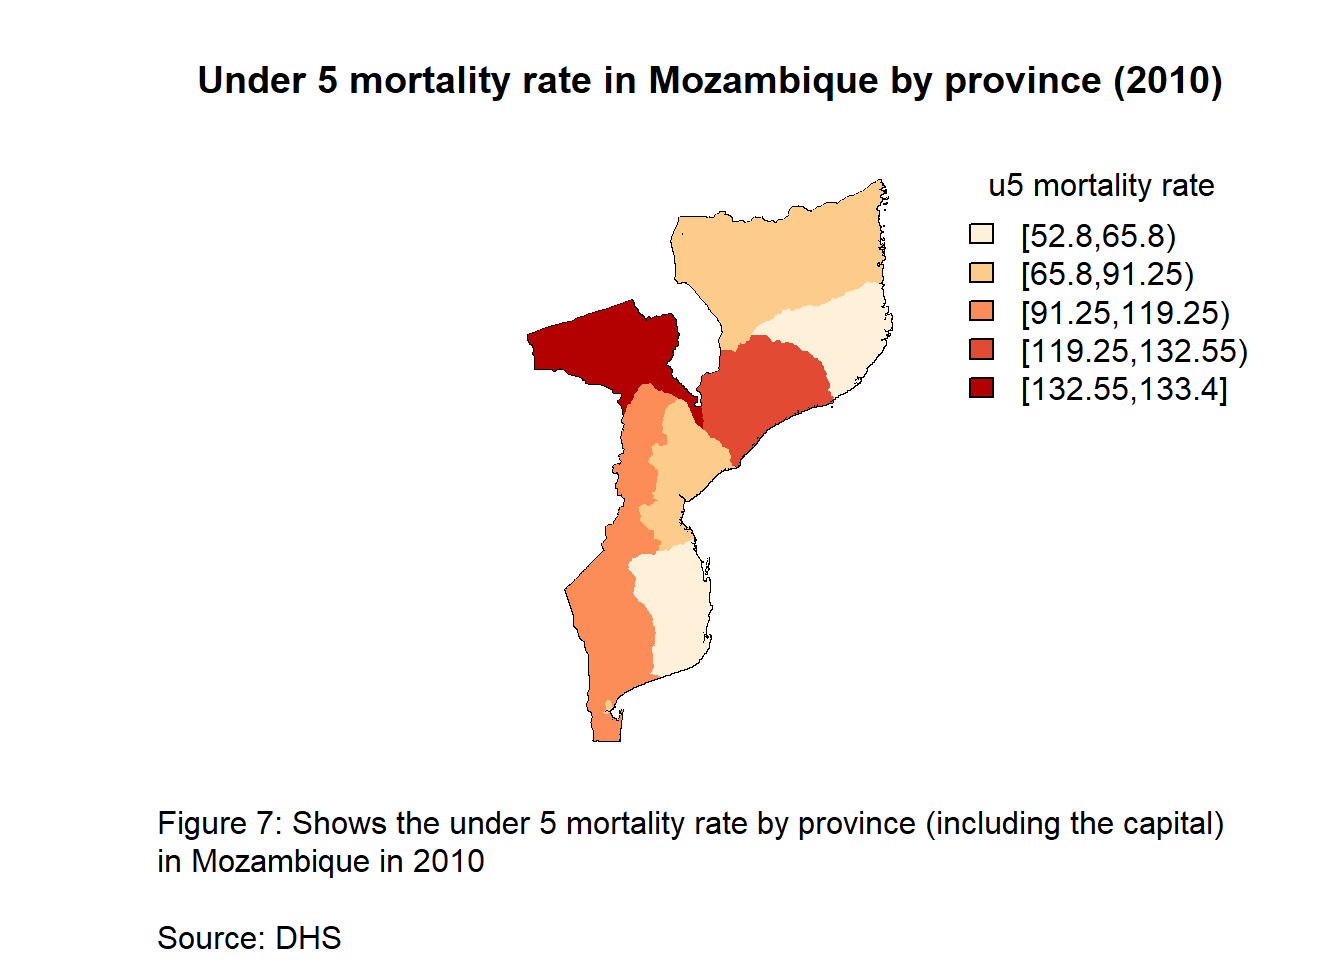 Under 5 mortality rate in Mozambique by province (2010)
u5 mortality rate
[52.8,65.8)
[65.8,91.25)
[91.25,119.25)
[119.25,132.55)
[132.55,133.4]
Figure 7: Shows the under 5 mortality rate by province (including the capital)
in Mozambique in 2010
Source: DHS